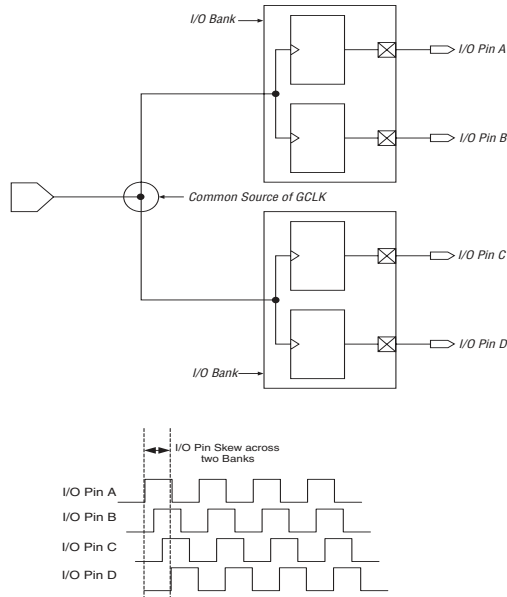 I/O Bank
I/O Pin A
I/O Pin B
Common Source of GCLK
I/O Pin C
I/O Pin D
I/O Bank
I/O Pin Skew across
two Banks
I/O Pin A
I/O Pin B
I/O Pin C
I/O Pin D